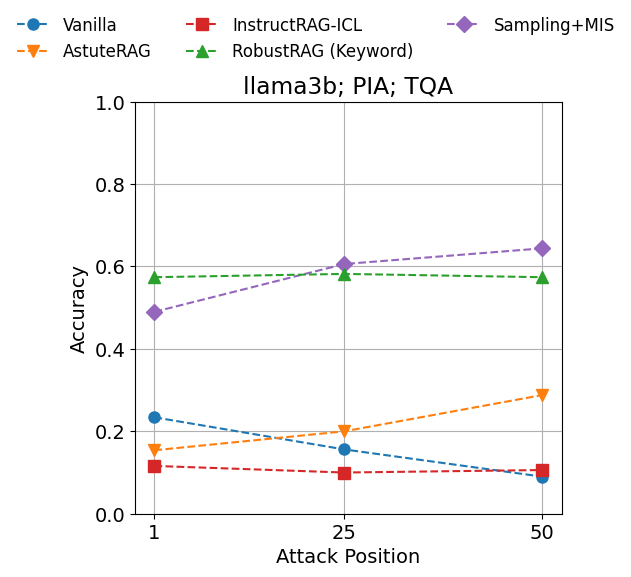 Vanilla
AstuteRAG
InstructRAG-ICL
RobustRAG (Keyword)
Sampling+MIS
llama3b; PIA; TQA
1.0
0.8
0.6
0.4
0.2
0.0
Accuracy
1 25 50
Attack Position